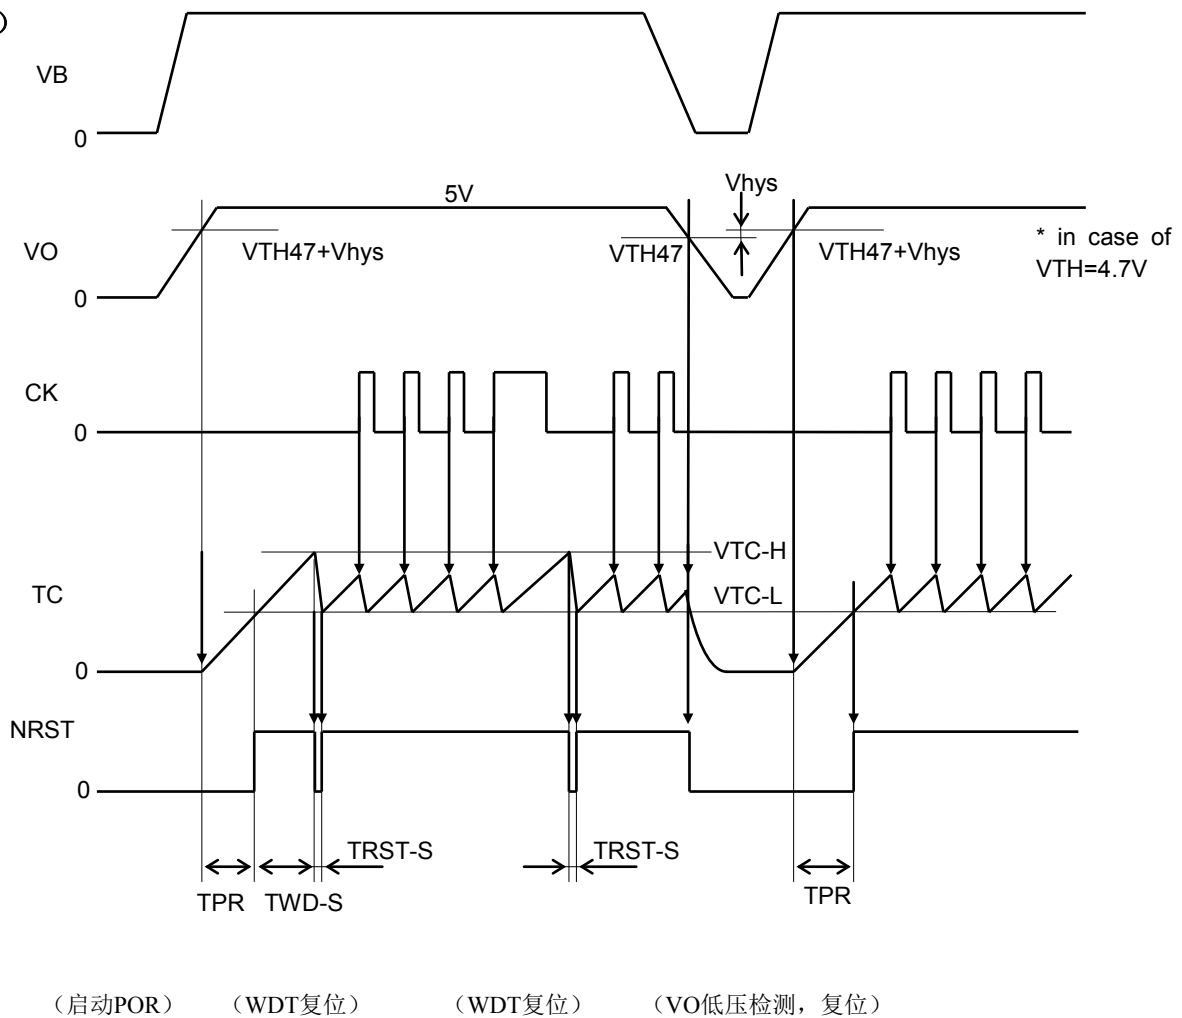 VB
0
5V
Vhys
VO
VTH47+Vhys
VTH47
VTH47+Vhys
* in case of
VTH=4.7V
0
CK
0
VTC-H
TC
VTC-L
0
NRST
0
TRST-S
TRST-S
TPR
TWD-S
TPR
（启动POR）
（WDT复位）
（WDT复位）
（VO低压检测，复位）